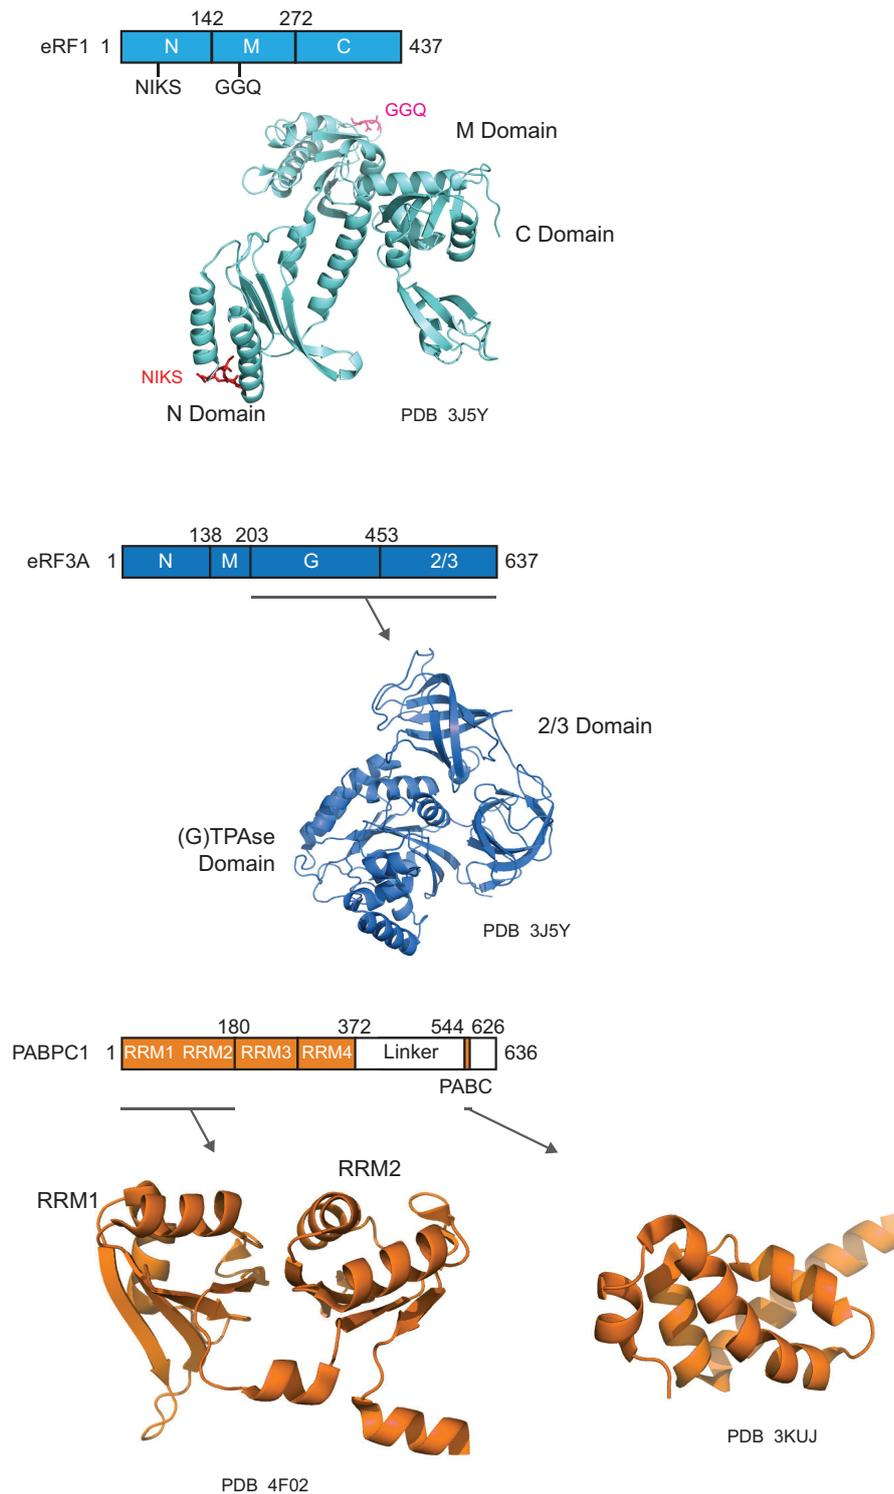 142 272
eRF1 1 N M C 437
NIKS GGQ
GGQ
M Domain
C Domain
NIKS
N Domain
PDB 3J5Y
138 203 453
eRF3A 1 N M G 2/3 637
2/3 Domain
(G)TPAse
Domain
PDB 3J5Y
180 372 544 626
PABPC1 1 RRM1 RRM2 RRM3 RRM4 Linker 636
PABC
RRM2
RRM1
PDB 3KUJ
PDB 4F02